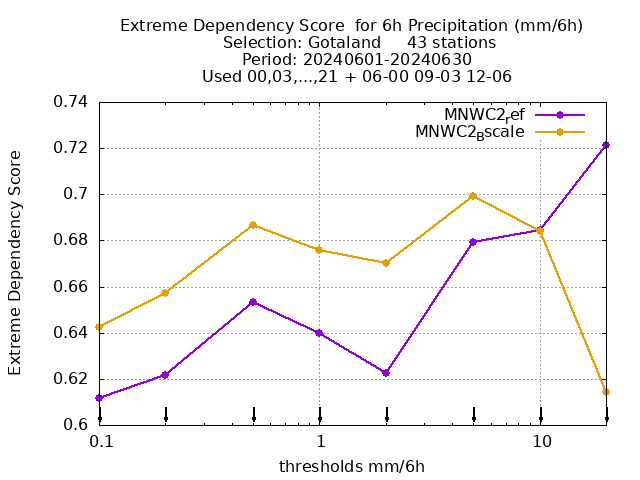 Extreme Dependency Score  for 6h Precipitation (mm/6h)
Selection: Gotaland     43 stations
Period: 20240601-20240630
Used 00,03,...,21 + 06-00 09-03 12-06
MNWC2ref
MNWC2Bscale
0.74
0.72
0.7
0.68
0.66
0.64
0.62
0.6
Extreme Dependency Score
0.1 1 10
thresholds mm/6h